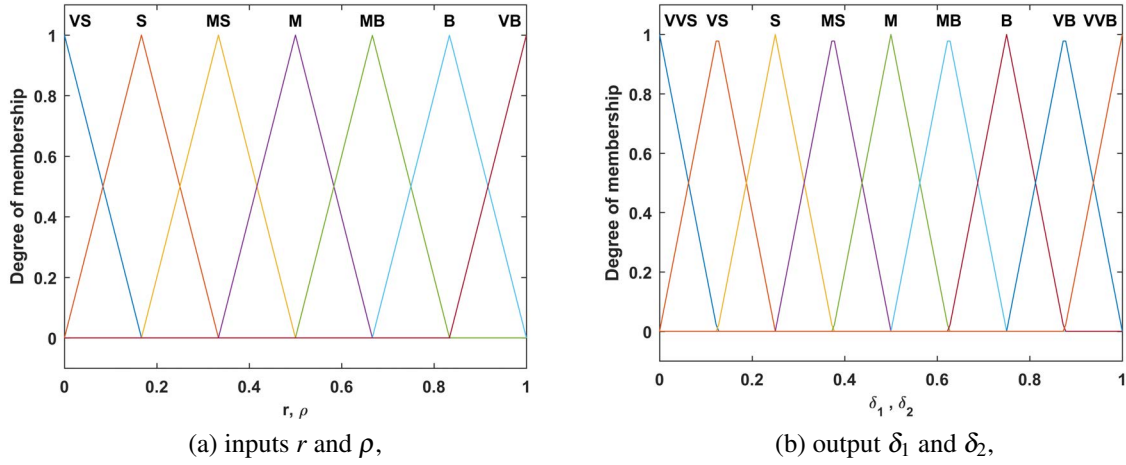 VS S MS M MB B VB
1
0.8
0.6
0.4
0.2
0
Degree of membership
0 0.2 0.4 0.6 0.8 1
r, ρ
(a) inputs r and ρ,
VVS VS S MS M MB B VB VVB
1
0.8
0.6
0.4
0.2
0
Degree of membership
0 0.2 0.4 0.6 0.8 1
δ₁ , δ₂
(b) output δ₁ and δ₂,